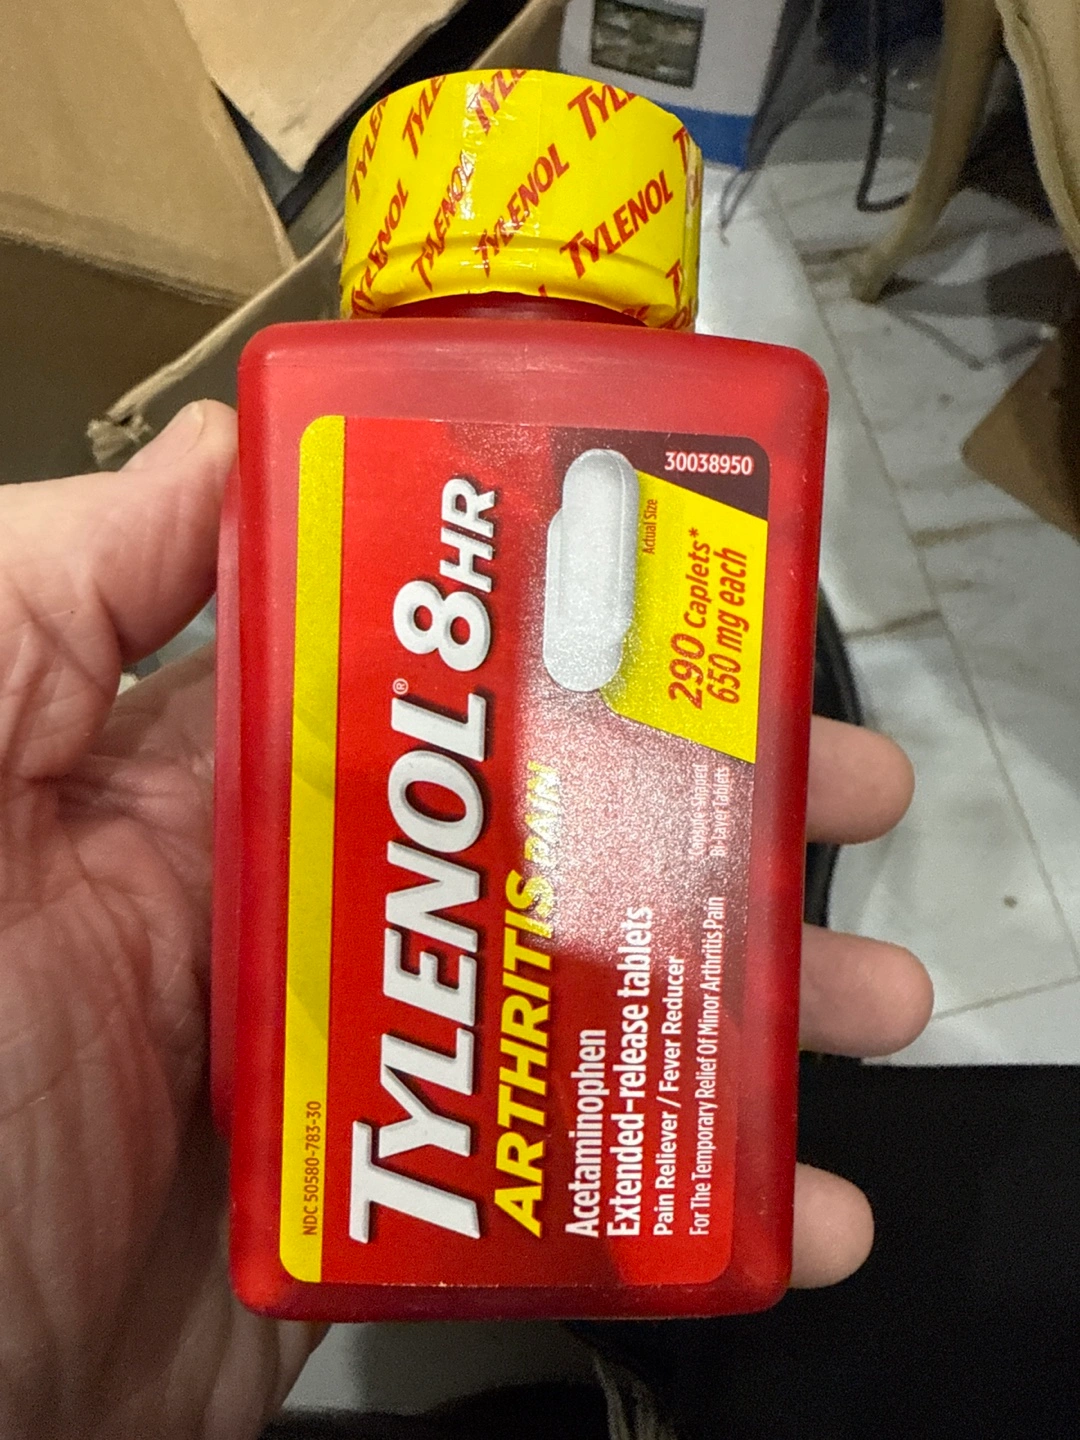 TYLENOL
TYLENOL
TYLENOL
TYLENOL
TYLENOL
NDC 50580-783-30
TYLENOL® 8HR
ARTHRITIS PAIN
Acetaminophen
Extended-release tablets
Pain Reliever / Fever Reducer
For The Temporary Relief Of Minor Arthritis Pain
Actual Size
290 Caplets*
650 mg each
Capsule-Shaped
Bi-Layer Tablets
30038950